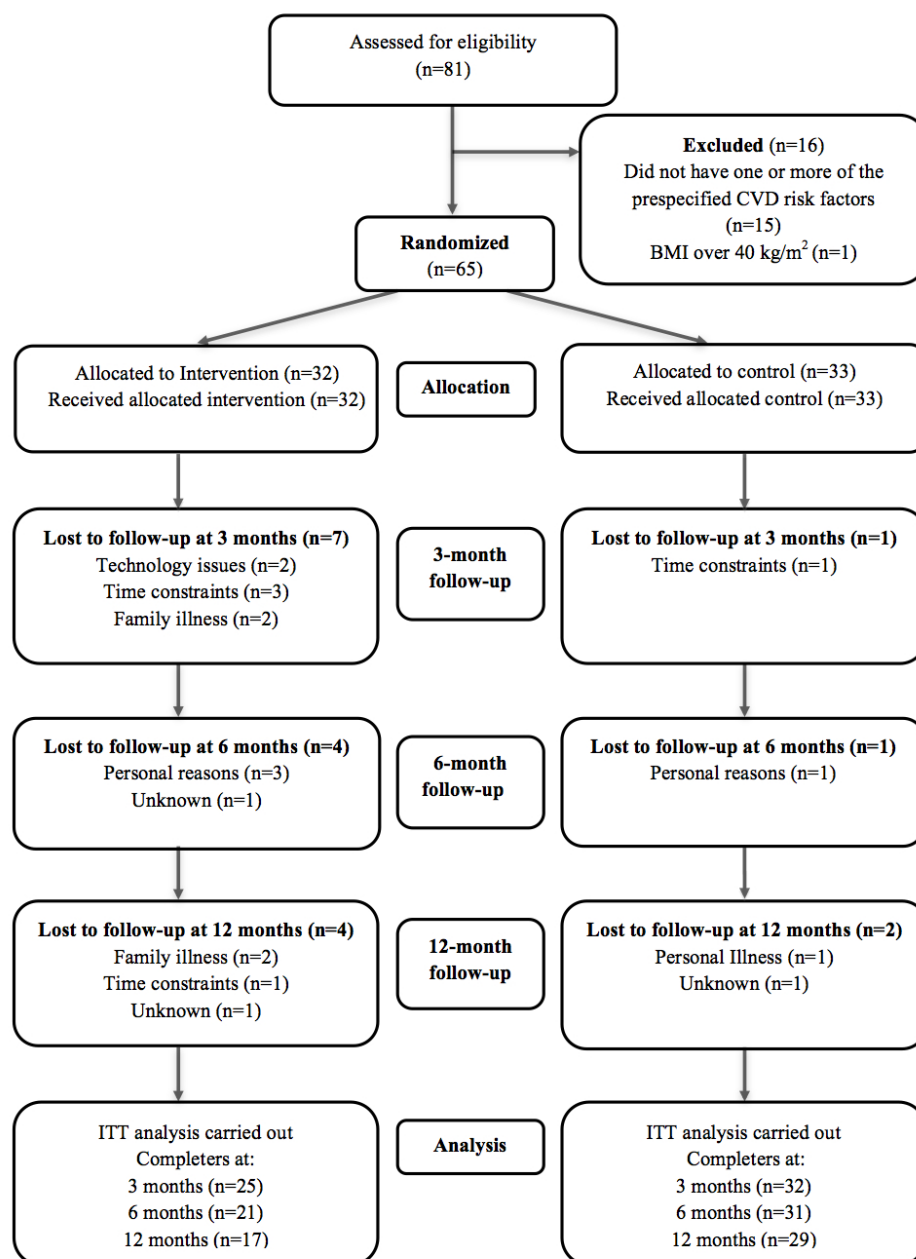 Assessed for eligibility
(n=81)
Excluded (n=16)
Did not have one or more of the
prespecified CVD risk factors
(n=15)
BMI over 40 kg/m² (n=1)
Randomized
(n=65)
Allocated to Intervention (n=32)
Received allocated intervention (n=32)
Allocation
Allocated to control (n=33)
Received allocated control (n=33)
Lost to follow-up at 3 months (n=7)
Technology issues (n=2)
Time constraints (n=3)
Family illness (n=2)
3-month
follow-up
Lost to follow-up at 3 months (n=1)
Time constraints (n=1)
Lost to follow-up at 6 months (n=4)
Personal reasons (n=3)
Unknown (n=1)
6-month
follow-up
Lost to follow-up at 6 months (n=1)
Personal reasons (n=1)
Lost to follow-up at 12 months (n=4)
Family illness (n=2)
Time constraints (n=1)
Unknown (n=1)
12-month
follow-up
Lost to follow-up at 12 months (n=2)
Personal Illness (n=1)
Unknown (n=1)
ITT analysis carried out
Completers at:
3 months (n=25)
6 months (n=21)
12 months (n=17)
Analysis
ITT analysis carried out
Completers at:
3 months (n=32)
6 months (n=31)
12 months (n=29)